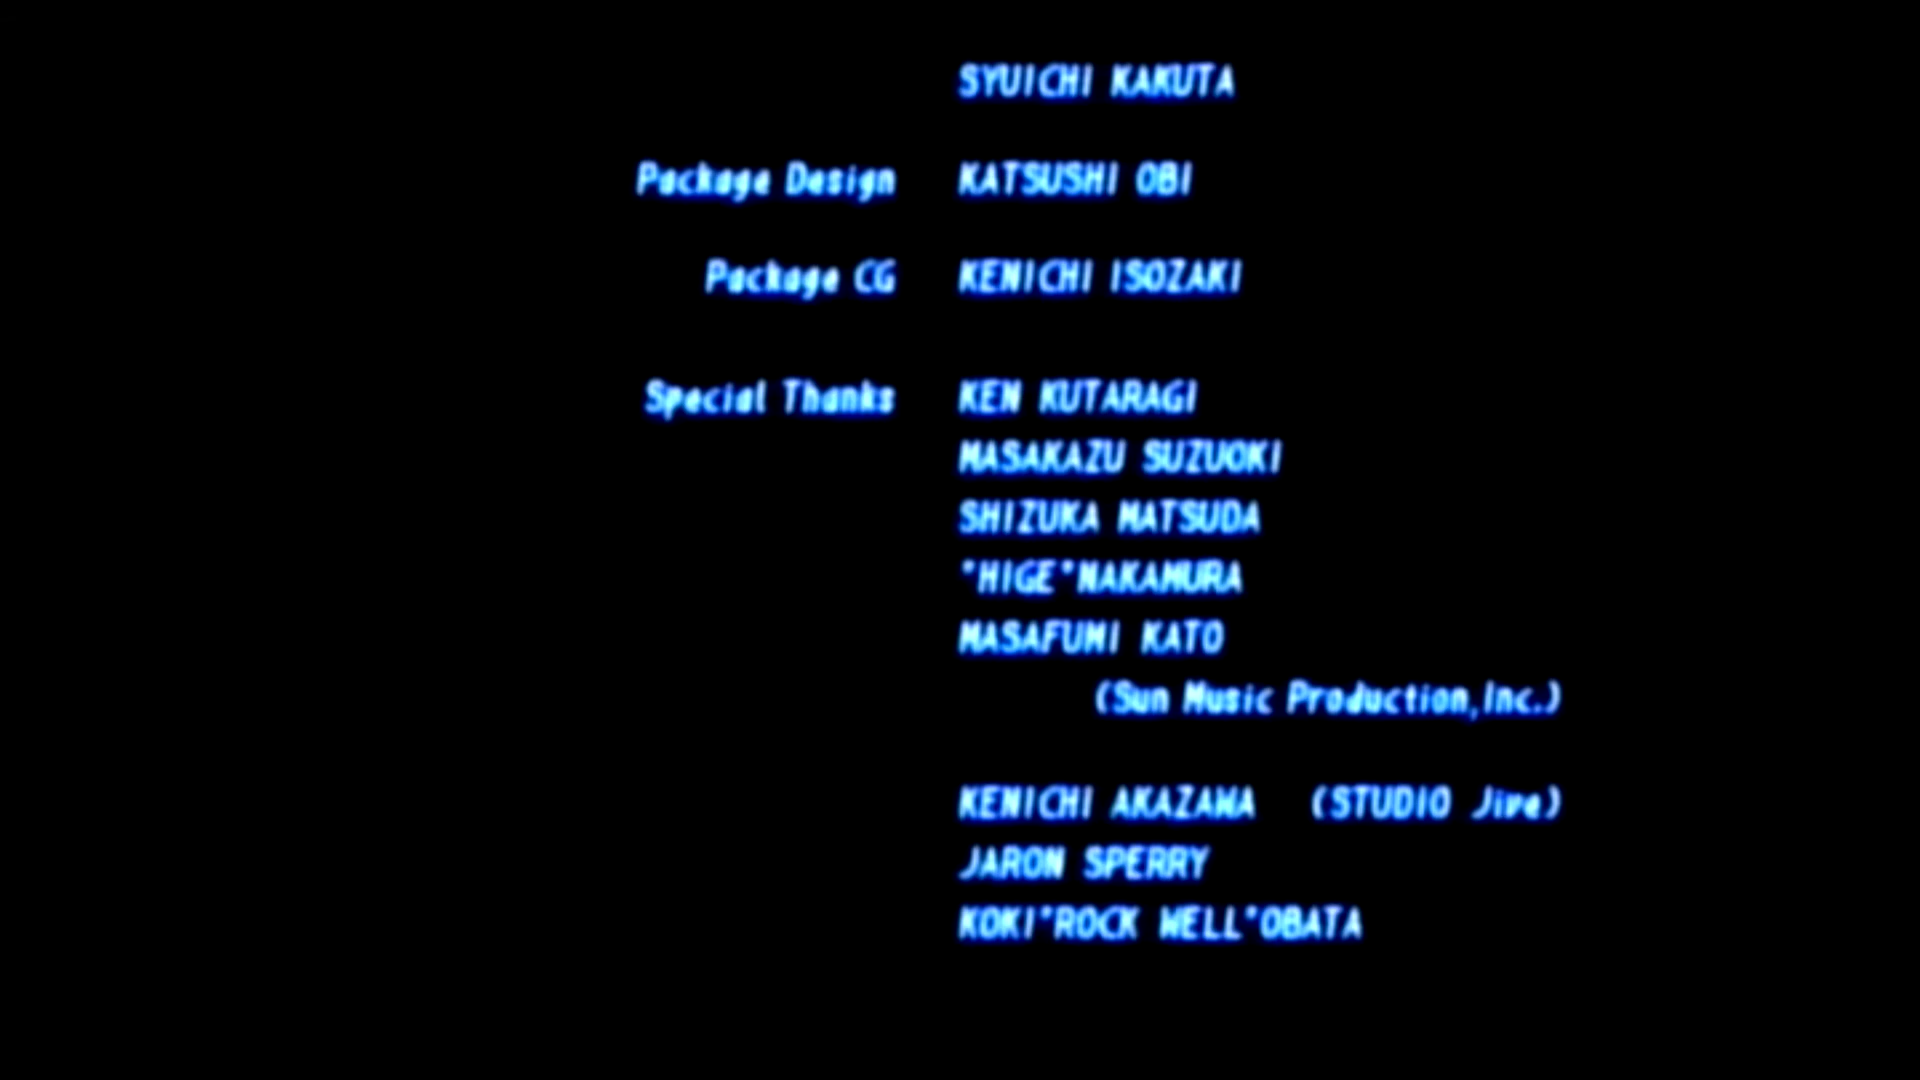 SYUICHI KAKUTA
Package Design KATSUSHI OBI
Package CG KENICHI ISOZAKI
Special Thanks KEN KUTARAGI
MASAKAZU SUZUOKI
SHIZUKA MATSUDA
"HIGE"NAKAMURA
MASAFUMI KATO
(Sun Music Production,Inc.)
KENICHI AKAZAWA (STUDIO Jive)
JARON SPERRY
KOKI"ROCK WELL"OBATA